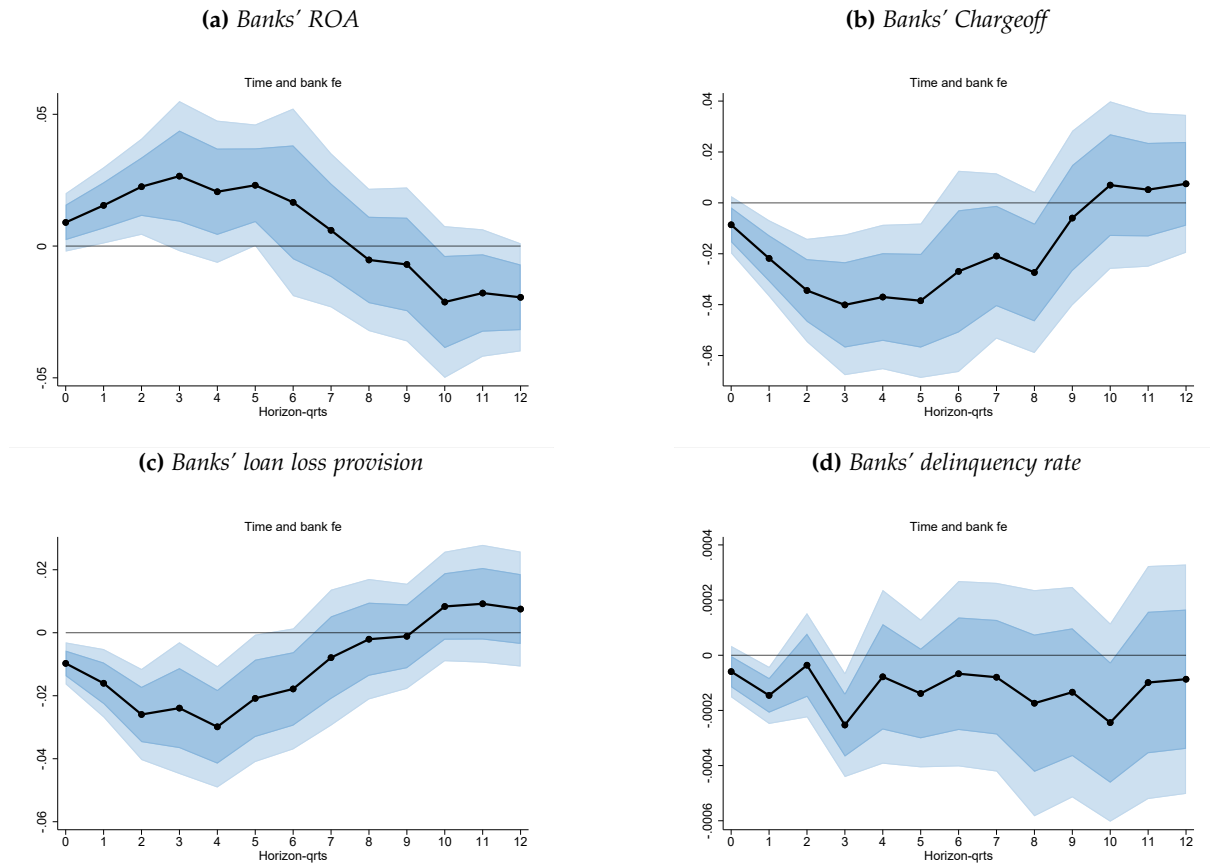 (a) Banks' ROA
Time and bank fe
.05
0
-.05
0 1 2 3 4 5 6 7 8 9 10 11 12
Horizon-qrts
(b) Banks' Chargeoff
Time and bank fe
.04
.02
0
-.02
-.04
-.06
0 1 2 3 4 5 6 7 8 9 10 11 12
Horizon-qrts
(c) Banks' loan loss provision
Time and bank fe
.02
0
-.02
-.04
-.06
0 1 2 3 4 5 6 7 8 9 10 11 12
Horizon-qrts
(d) Banks' delinquency rate
Time and bank fe
.0004
.0002
0
-.0002
-.0004
-.0006
0 1 2 3 4 5 6 7 8 9 10 11 12
Horizon-qrts